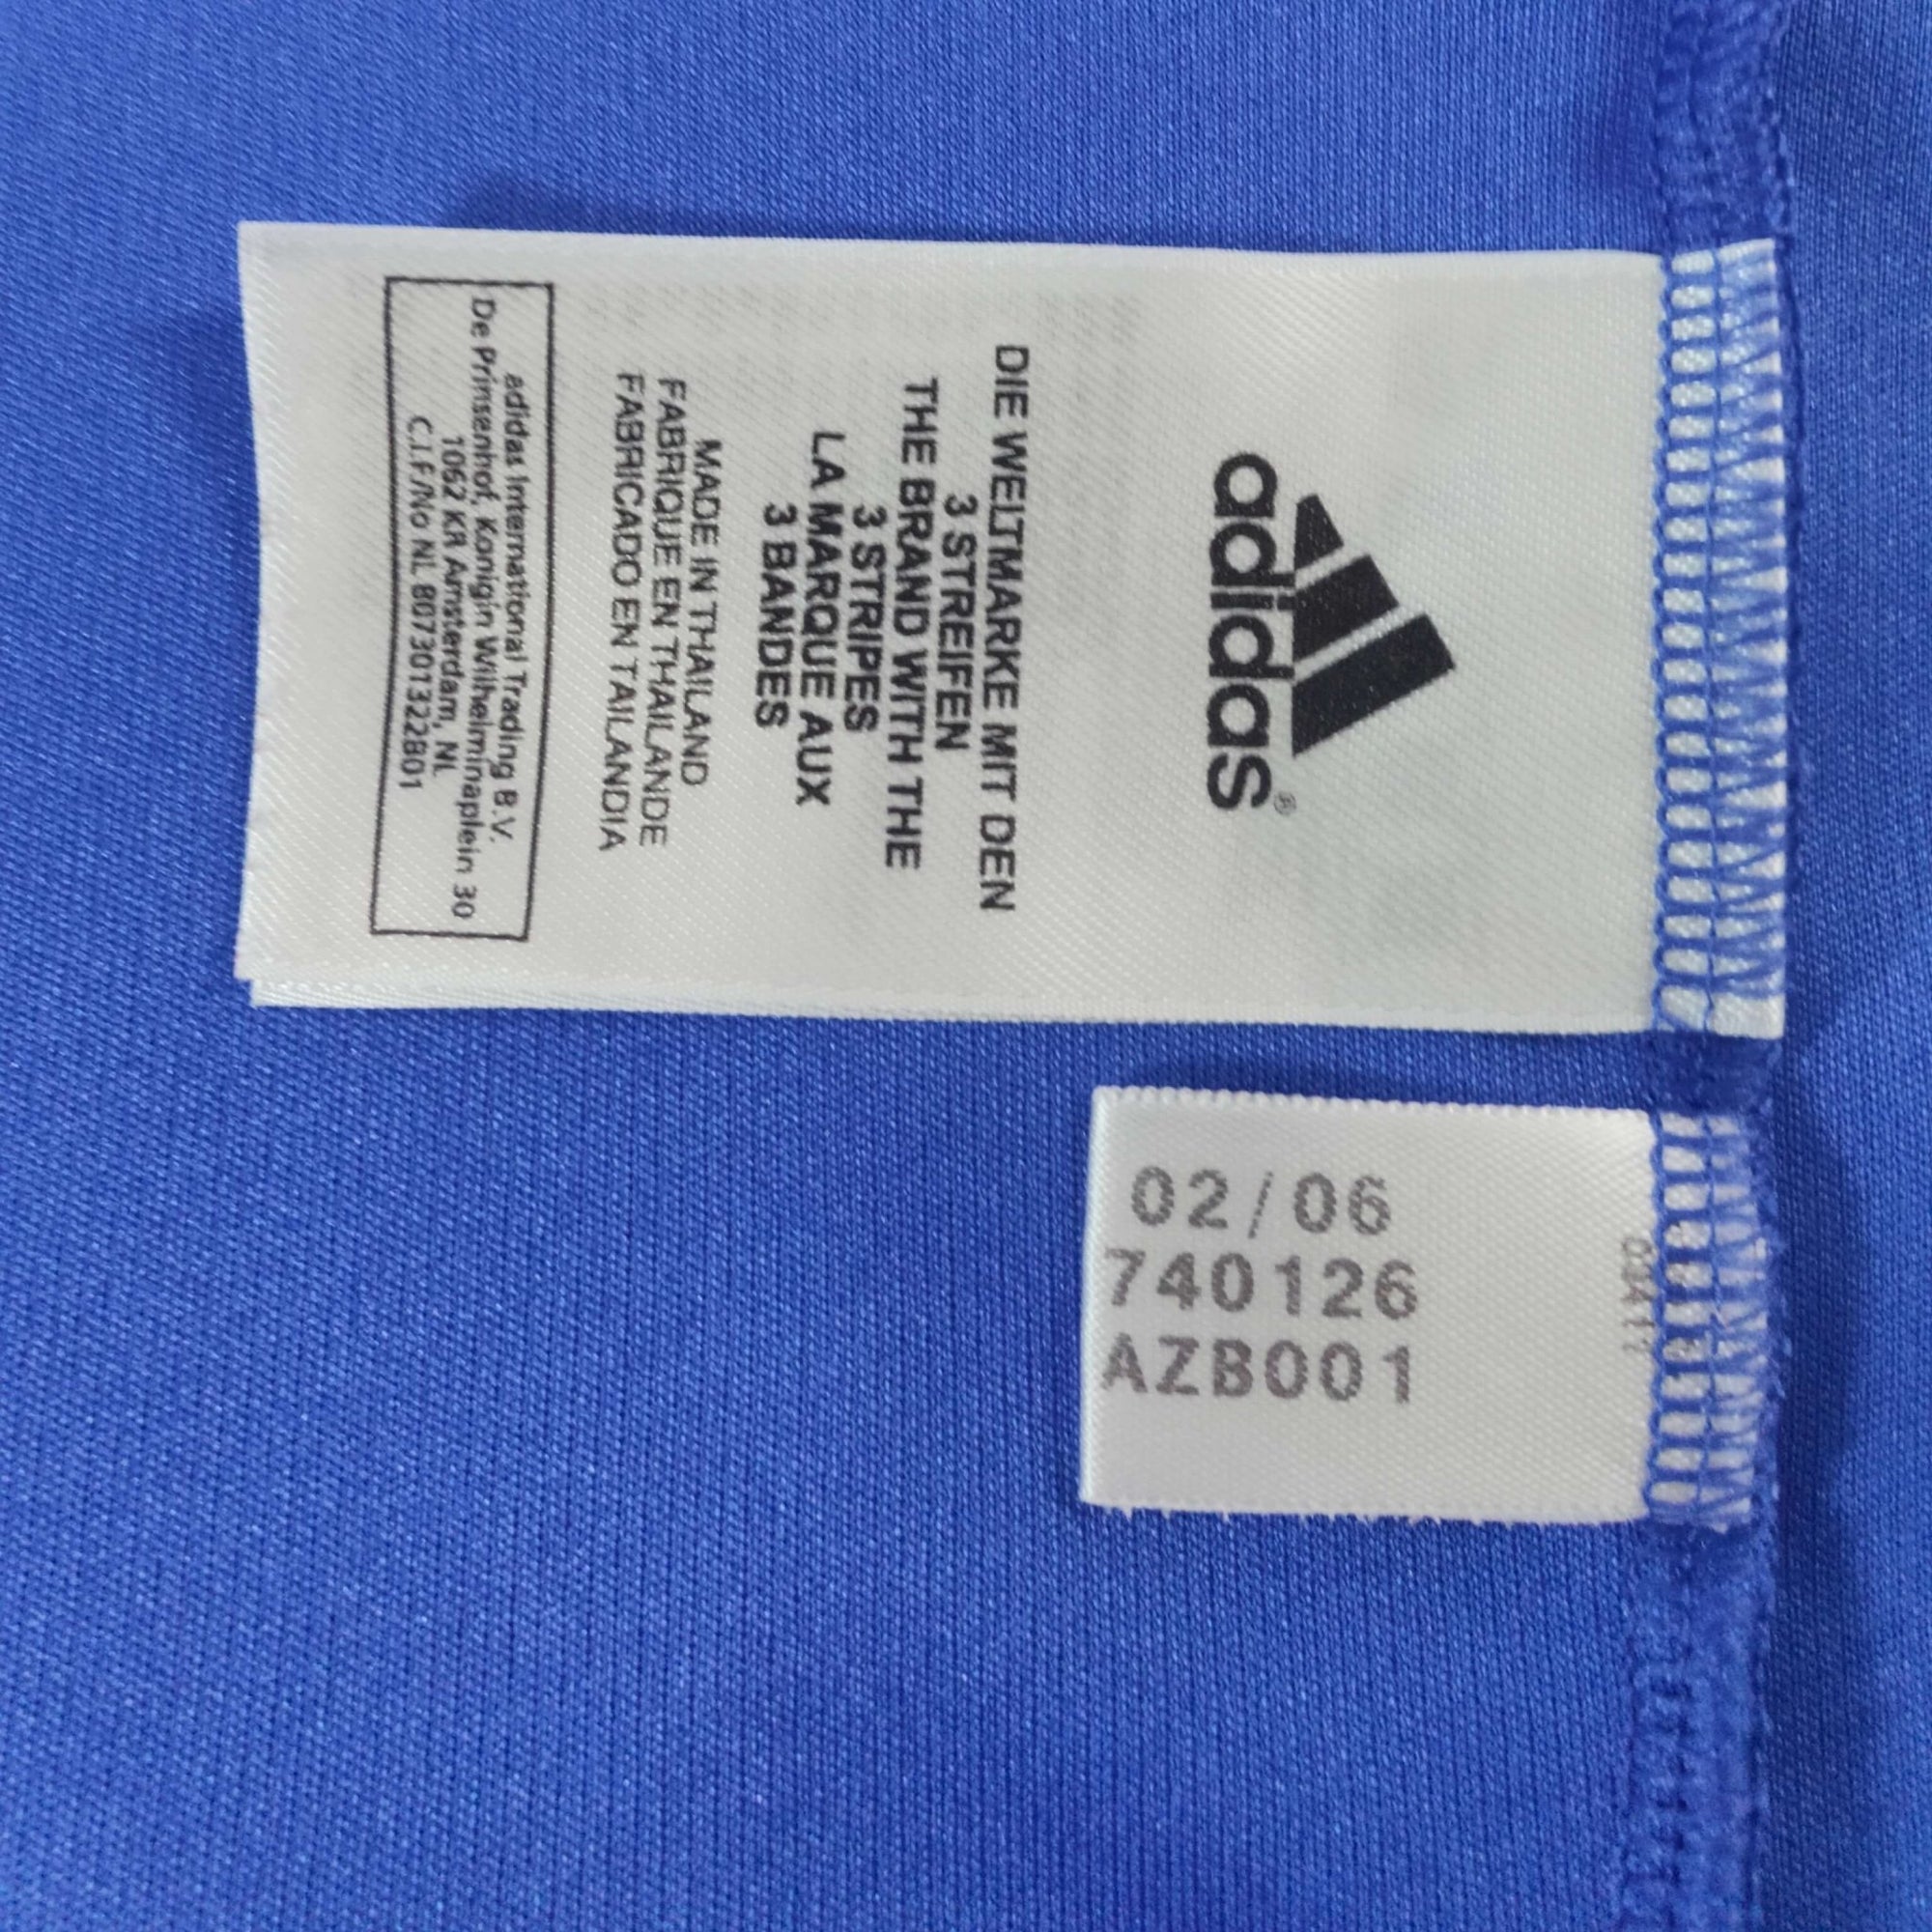 adidas®
DIE WELTMARKE MIT DEN
3 STREIFEN
THE BRAND WITH THE
3 STRIPES
LA MARQUE AUX
3 BANDES
MADE IN THAILAND
FABRIQUE EN THAILANDE
FABRICADO EN TAILANDIA
adidas International Trading B.V.
De Prinsenhof, Konigin Wilhelminaplein 30
1062 KR Amsterdam, NL
C.I.F/No NL 807301322B01
02/06
740126
AZB001